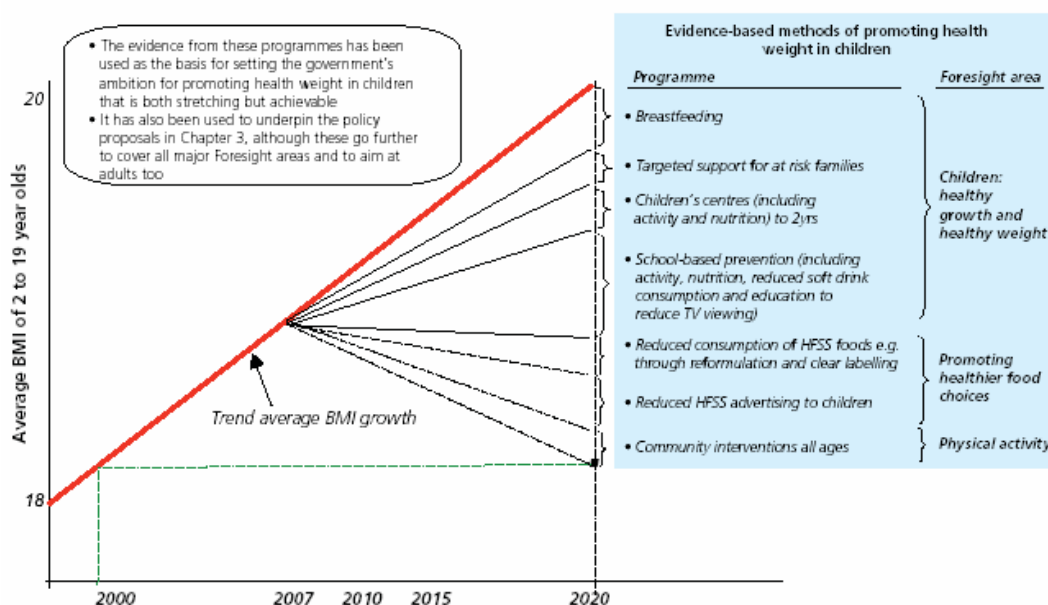 • The evidence from these programmes has been
used as the basis for setting the government's
ambition for promoting health weight in children
that is both stretching but achievable
• It has also been used to underpin the policy
proposals in Chapter 3, although these go further
to cover all major Foresight areas and to aim at
adults too
Evidence-based methods of promoting health
weight in children
Programme
Foresight area
• Breastfeeding
• Targeted support for at risk families
• Children's centres (including
activity and nutrition) to 2yrs
• School-based prevention (including
activity, nutrition, reduced soft drink
consumption and education to
reduce TV viewing)
• Reduced consumption of HFSS foods e.g.
through reformulation and clear labelling
• Reduced HFSS advertising to children
• Community interventions all ages
Children:
healthy
growth and
healthy weight
Promoting
healthier food
choices
Physical activity
Average BMI of 2 to 19 year olds
20
18
Trend average BMI growth
2000
2007
2010
2015
2020